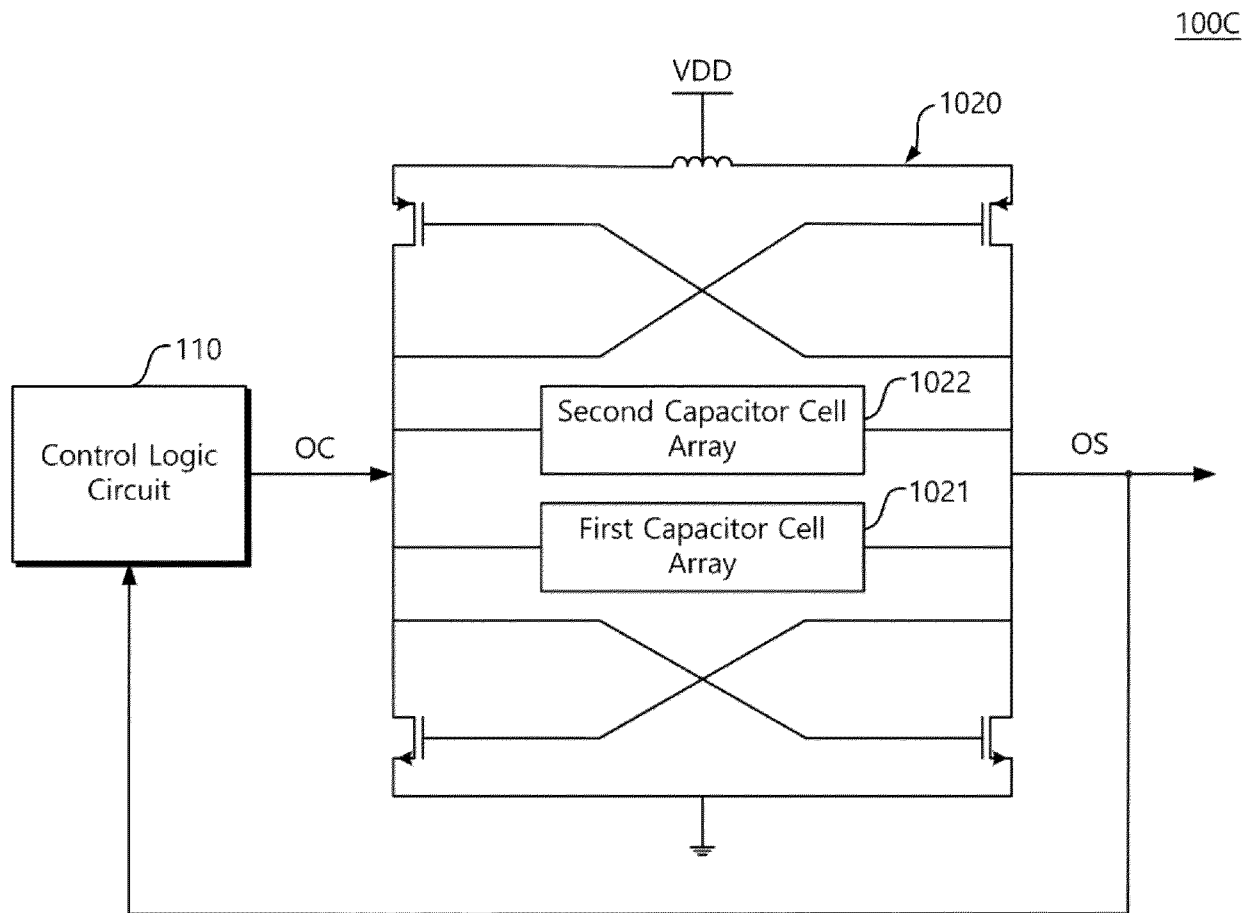 100C
VDD
1020
110
1022
Second Capacitor Cell
Array
Control Logic
Circuit
OC
OS
1021
First Capacitor Cell
Array